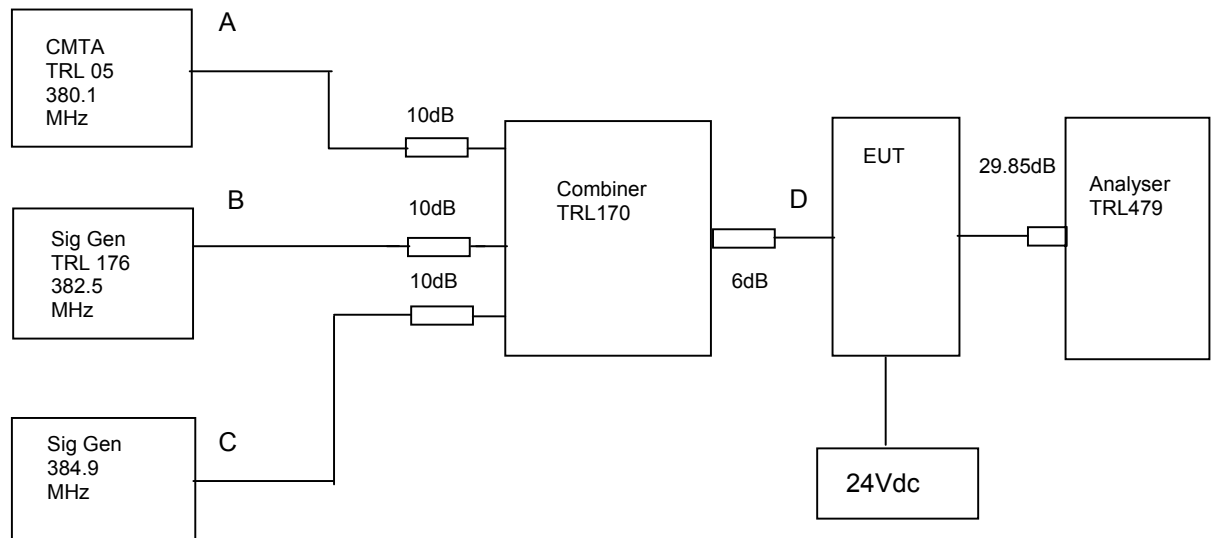 A
CMTA
TRL 05
380.1
MHz
10dB
B
Sig Gen
TRL 176
382.5
MHz
10dB
10dB
C
Sig Gen
384.9
MHz
Combiner
TRL170
6dB
D
EUT
24Vdc
29.85dB
Analyser
TRL479